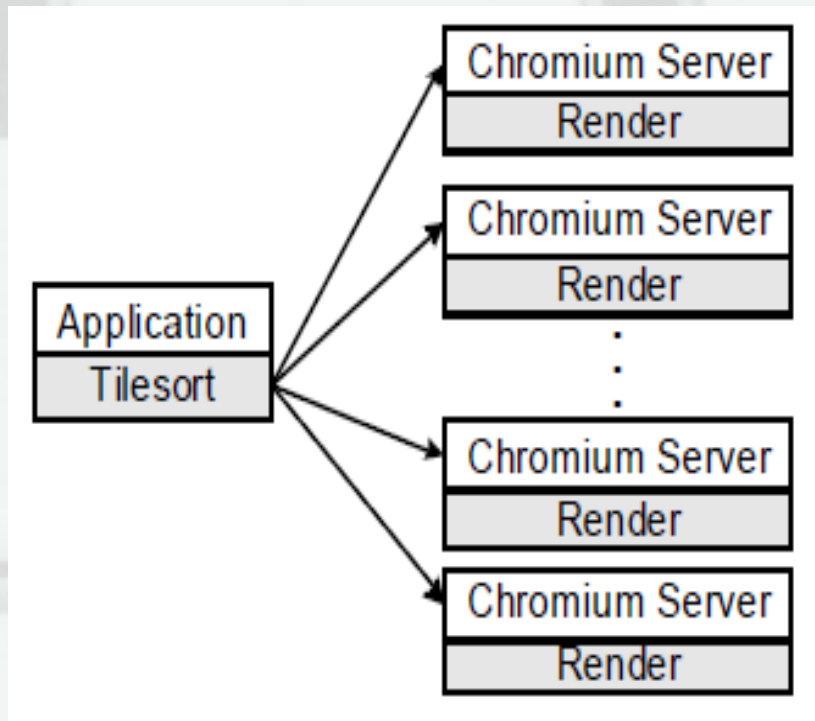 Chromium Server
Render
Chromium Server
Render
Application
Tilesort
Chromium Server
Render
Chromium Server
Render